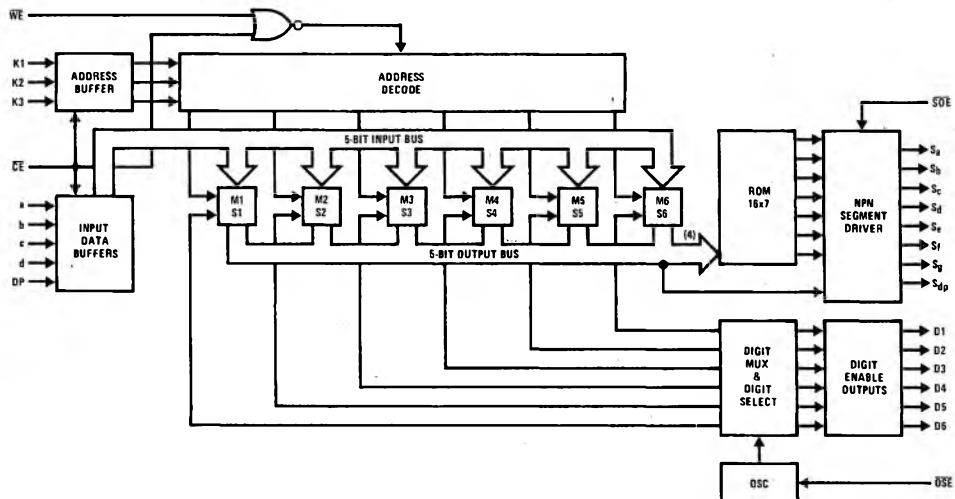 WE
K1
K2
K3
ADDRESS
BUFFER
ADDRESS
DECODE
SOE
CE
5-BIT INPUT BUS
a
b
c
d
DP
INPUT
DATA
BUFFERS
M1
S1
M2
S2
M3
S3
M4
S4
M5
S5
M6
S6
(4)
5-BIT OUTPUT BUS
ROM
16x7
NPN
SEGMENT
DRIVER
Sa
Sb
Sc
Sd
Se
Sf
Sg
Sdp
DIGIT
MUX
&
DIGIT
SELECT
DIGIT
ENABLE
OUTPUTS
D1
D2
D3
D4
D5
D6
OSC
OSE